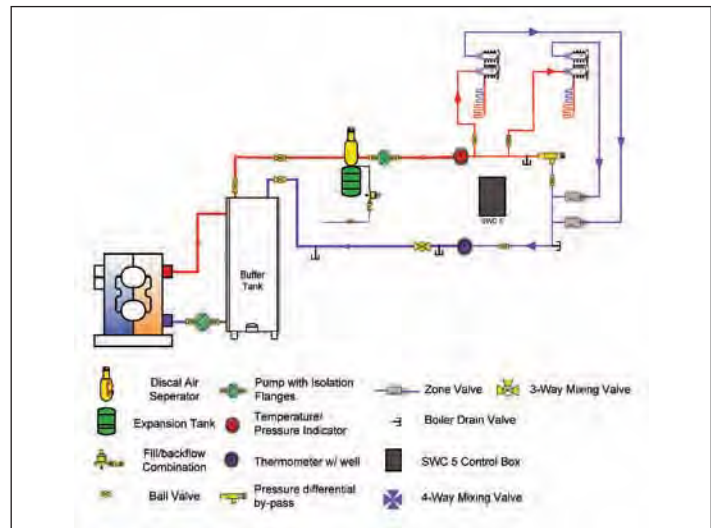 SWC 5
Buffer
Tank
Discal Air
Seperator
Expansion Tank
Fill/backflow
Combination
Ball Valve
Pump with Isolation
Flanges
Temperature/
Pressure Indicator
Thermometer w/ well
Pressure differential
by-pass
Zone Valve
Boiler Drain Valve
SWC 5 Control Box
4-Way Mixing Valve
3-Way Mixing Valve